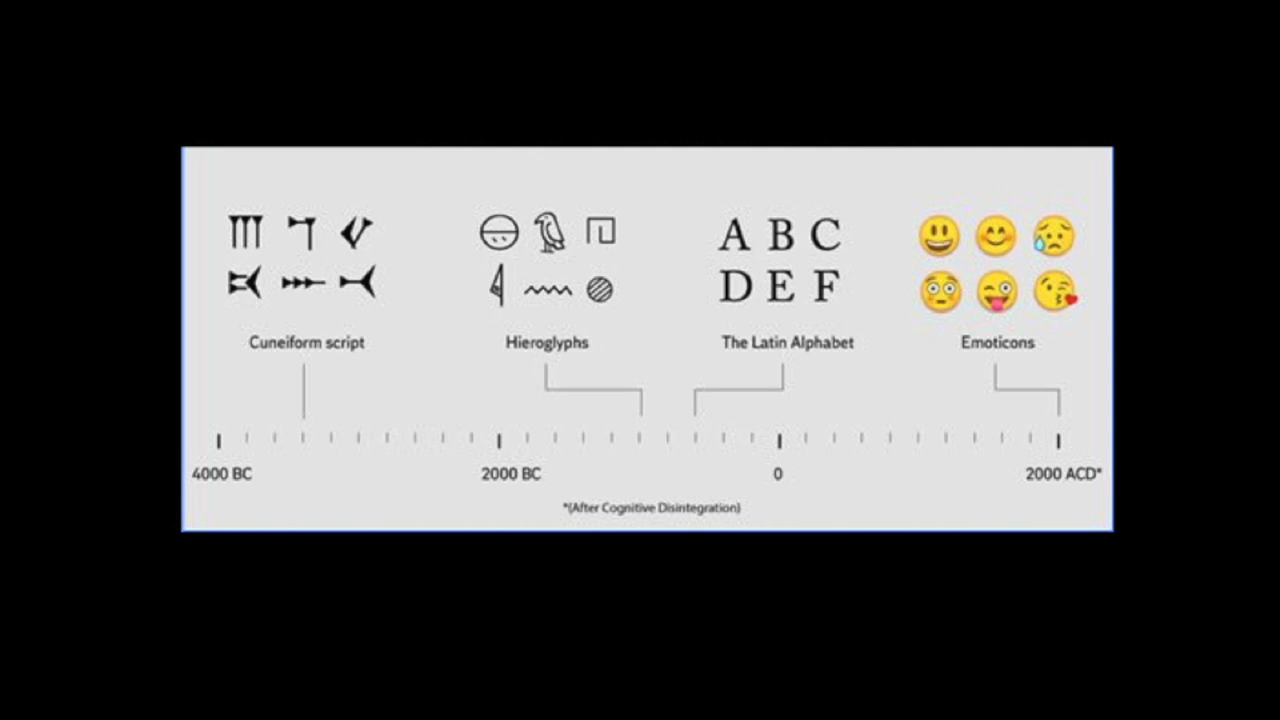 A B C
D E F
Cuneiform script
Hieroglyphs
The Latin Alphabet
Emoticons
4000 BC
2000 BC
0
2000 ACD*
*(After Cognitive Disintegration)